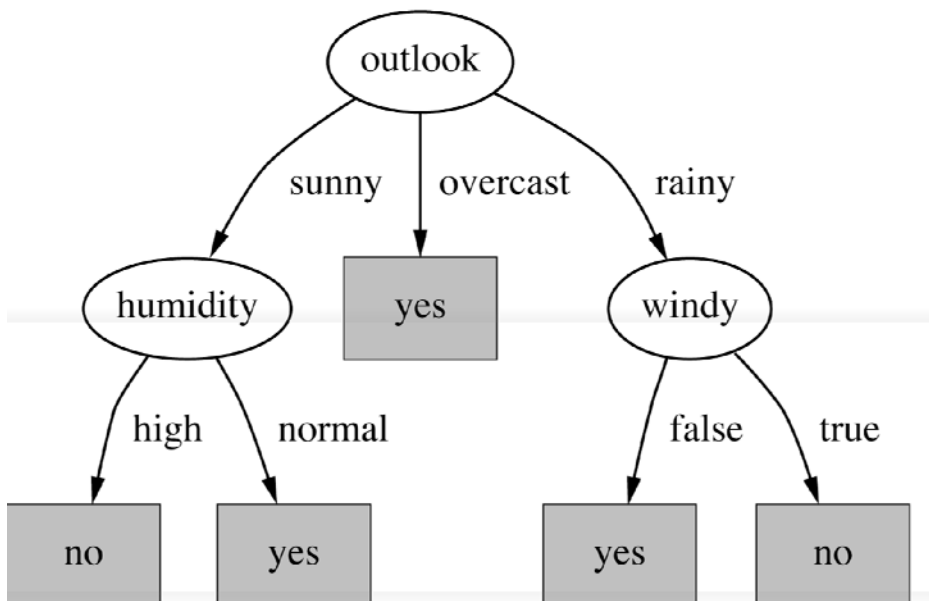 outlook
sunny overcast rainy
humidity yes windy
high normal false true
no yes yes no